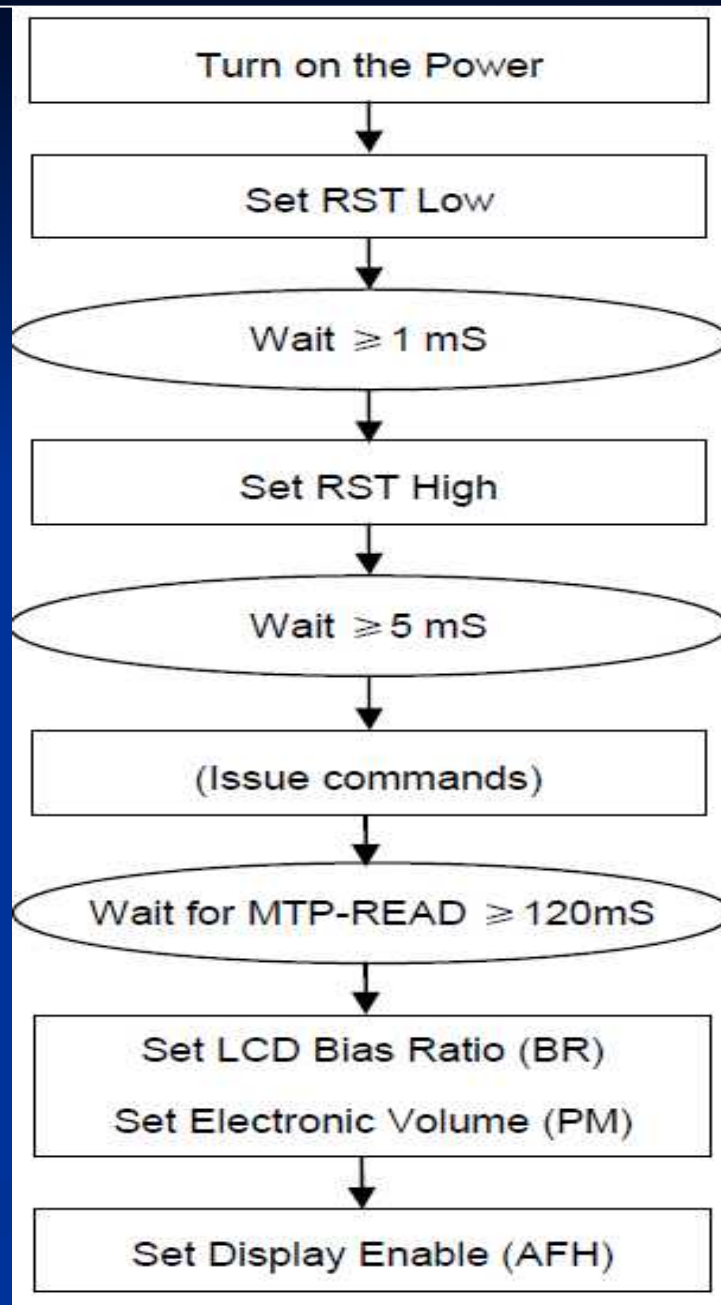 Turn on the Power
Set RST Low
Wait ≥ 1 mS
Set RST High
Wait ≥ 5 mS
(Issue commands)
Wait for MTP-READ ≥ 120mS
Set LCD Bias Ratio (BR)
Set Electronic Volume (PM)
Set Display Enable (AFH)